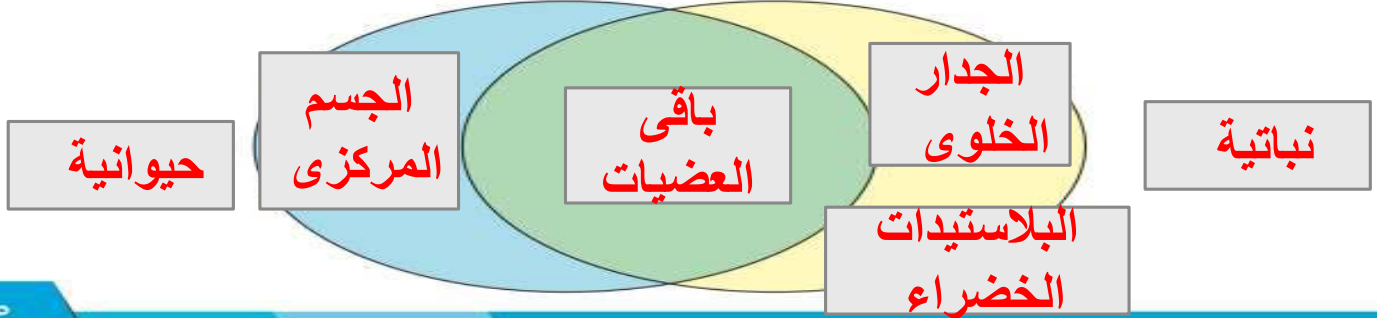 نباتية
الجدار
الخلوى
البلاستيدات
الخضراء
باقى
العضيات
الجسم
المركزى
حيوانية